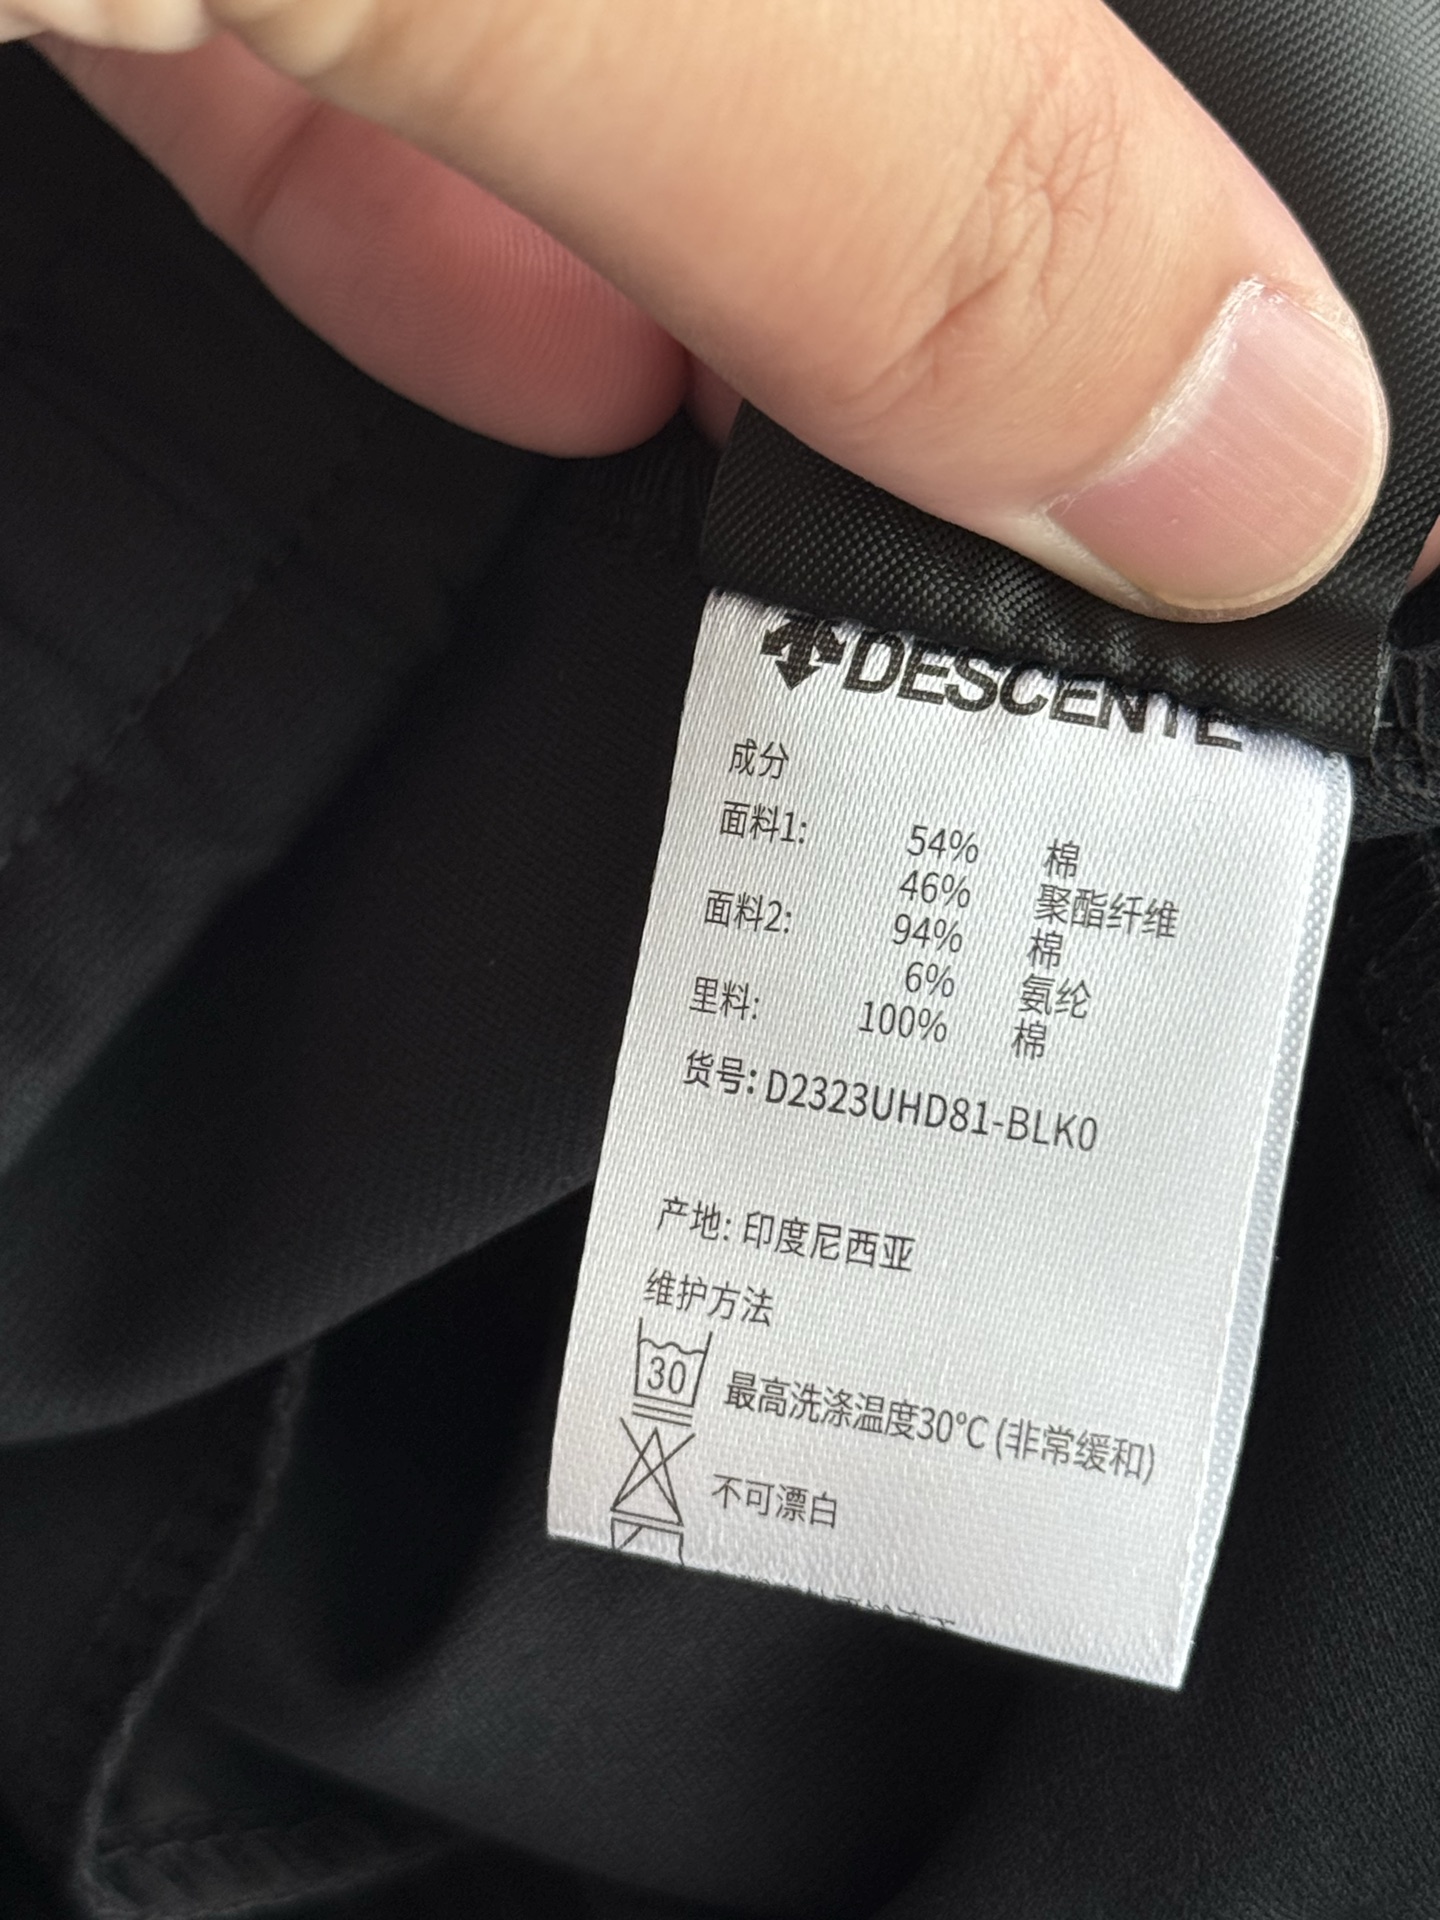 DESCENTE
成分
面料1: 54% 棉
46% 聚酯纤维
面料2: 94% 棉
6% 氨纶
里料: 100% 棉
货号: D2323UHD81-BLK0
产地: 印度尼西亚
维护方法
30 最高洗涤温度30°C (非常缓和)
不可漂白